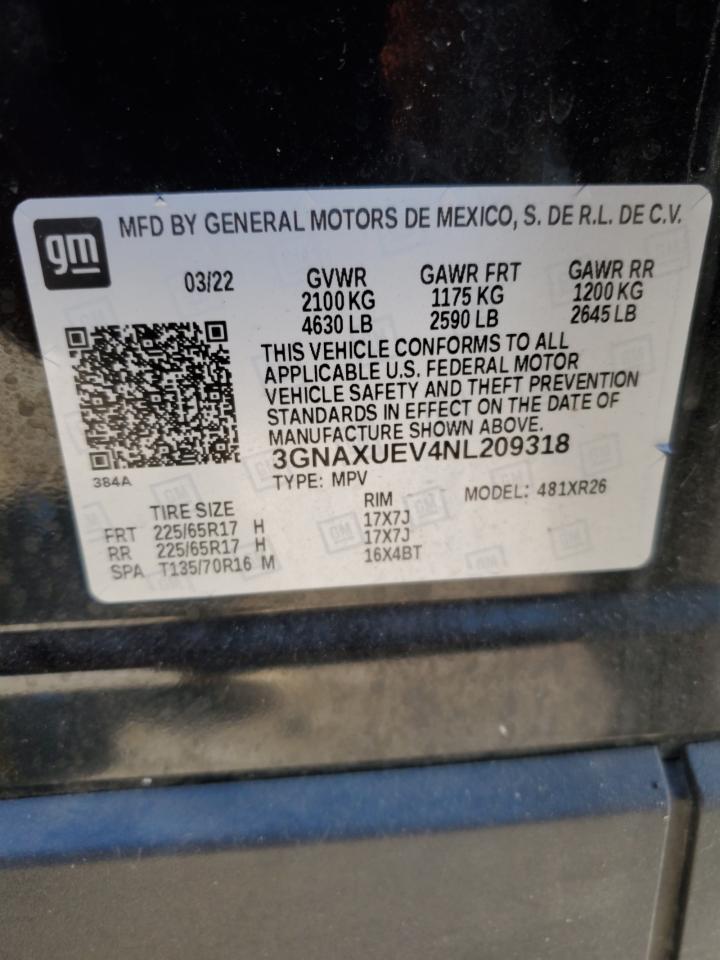 gm
MFD BY GENERAL MOTORS DE MEXICO, S. DE R.L. DE C.V.
03/22 GVWR GAWR FRT GAWR RR
2100 KG 1175 KG 1200 KG
4630 LB 2590 LB 2645 LB
THIS VEHICLE CONFORMS TO ALL
APPLICABLE U.S. FEDERAL MOTOR
VEHICLE SAFETY AND THEFT PREVENTION
STANDARDS IN EFFECT ON THE DATE OF
MANUFACTURE SHOWN ABOVE.
3GNAXUEV4NL209318
384A
TYPE: MPV MODEL: 481XR26
TIRE SIZE RIM
FRT 225/65R17 H 17X7J
RR 225/65R17 H 17X7J
SPA T135/70R16 M 16X4BT